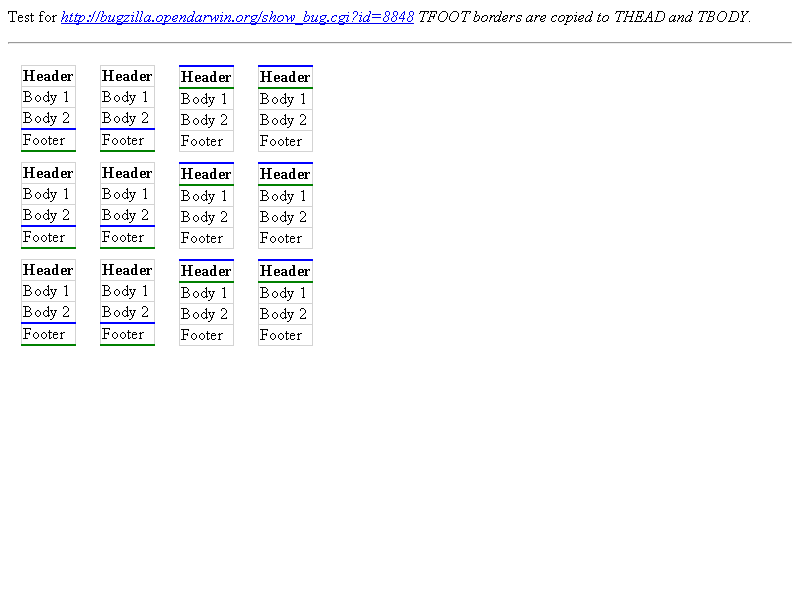 Test for http://bugzilla.opendarwin.org/show_bug.cgi?id=8848 TFOOT borders are copied to THEAD and TBODY.
Header Header Header Header
Body 1 Body 1 Body 1 Body 1
Body 2 Body 2 Body 2 Body 2
Footer Footer Footer Footer
Header Header Header Header
Body 1 Body 1 Body 1 Body 1
Body 2 Body 2 Body 2 Body 2
Footer Footer Footer Footer
Header Header Header Header
Body 1 Body 1 Body 1 Body 1
Body 2 Body 2 Body 2 Body 2
Footer Footer Footer Footer